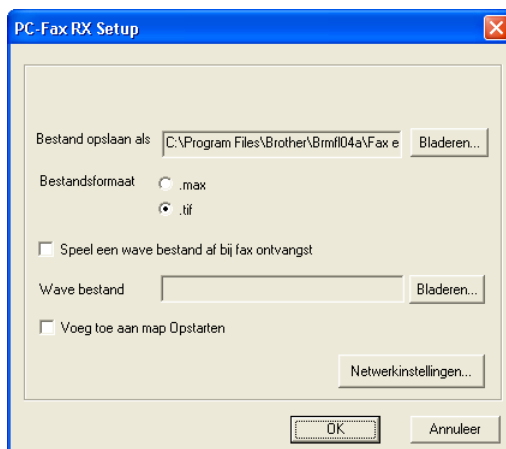 PC-Fax RX Setup
Bestand opslaan als C:\Program Files\Brother\Brmfl04a\Fax e Bladeren...
Bestandsformaat .max
.tif
Speel een wave bestand af bij fax ontvangst
Wave bestand Bladeren...
Voeg toe aan map Opstarten
Netwerkinstellingen...
OK Annuleer